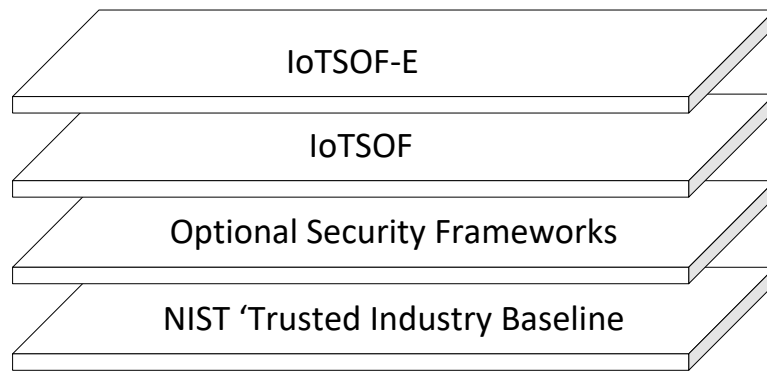 IoTSOF-E
IoTSOF
Optional Security Frameworks
NIST ‘Trusted Industry Baseline